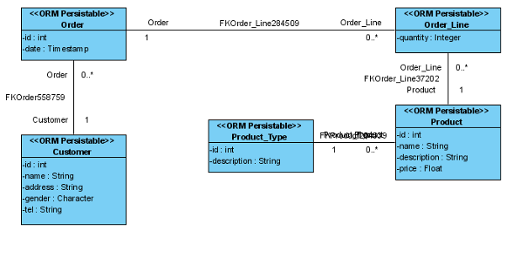 <<ORM Persistable>>
Order
-id : int
-date : Timestamp
Order
1
FKOrder_Line284509
Order_Line
0..*
<<ORM Persistable>>
Order_Line
-quantity : Integer
Order
0..*
FKOrder558759
Customer
1
Order_Line
0..*
FKOrder_Line37202
Product
1
<<ORM Persistable>>
Customer
-id : int
-name : String
-address : String
-gender : Character
-tel : String
<<ORM Persistable>>
Product_Type
-id : int
-description : String
1
0..*
<<ORM Persistable>>
Product
-id : int
-name : String
-description : String
-price : Float